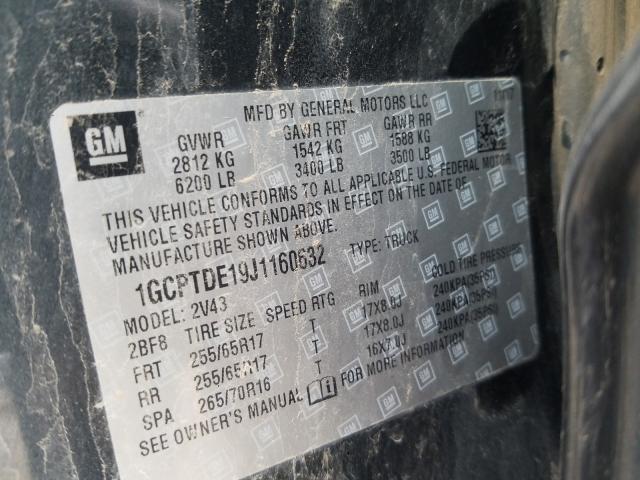 GM
MFD BY GENERAL MOTORS LLC
GVWR GAWR FRT GAWR RR
2812 KG 1542 KG 1588 KG
6200 LB 3400 LB 3500 LB
THIS VEHICLE CONFORMS TO ALL APPLICABLE U.S. FEDERAL MOTOR
VEHICLE SAFETY STANDARDS IN EFFECT ON THE DATE OF
MANUFACTURE SHOWN ABOVE.
1GCPTDE19J1160632 TYPE: TRUCK
MODEL: 2V43
2BF8 TIRE SIZE SPEED RTG RIM COLD TIRE PRESSURE
FRT 255/65R17 T 17X8.0J 240KPA(35PSI)
RR 255/65R17 T 17X8.0J 240KPA(35PSI)
SPA 265/70R16 T 16X7.0J 240KPA(35PSI)
SEE OWNER'S MANUAL FOR MORE INFORMATION